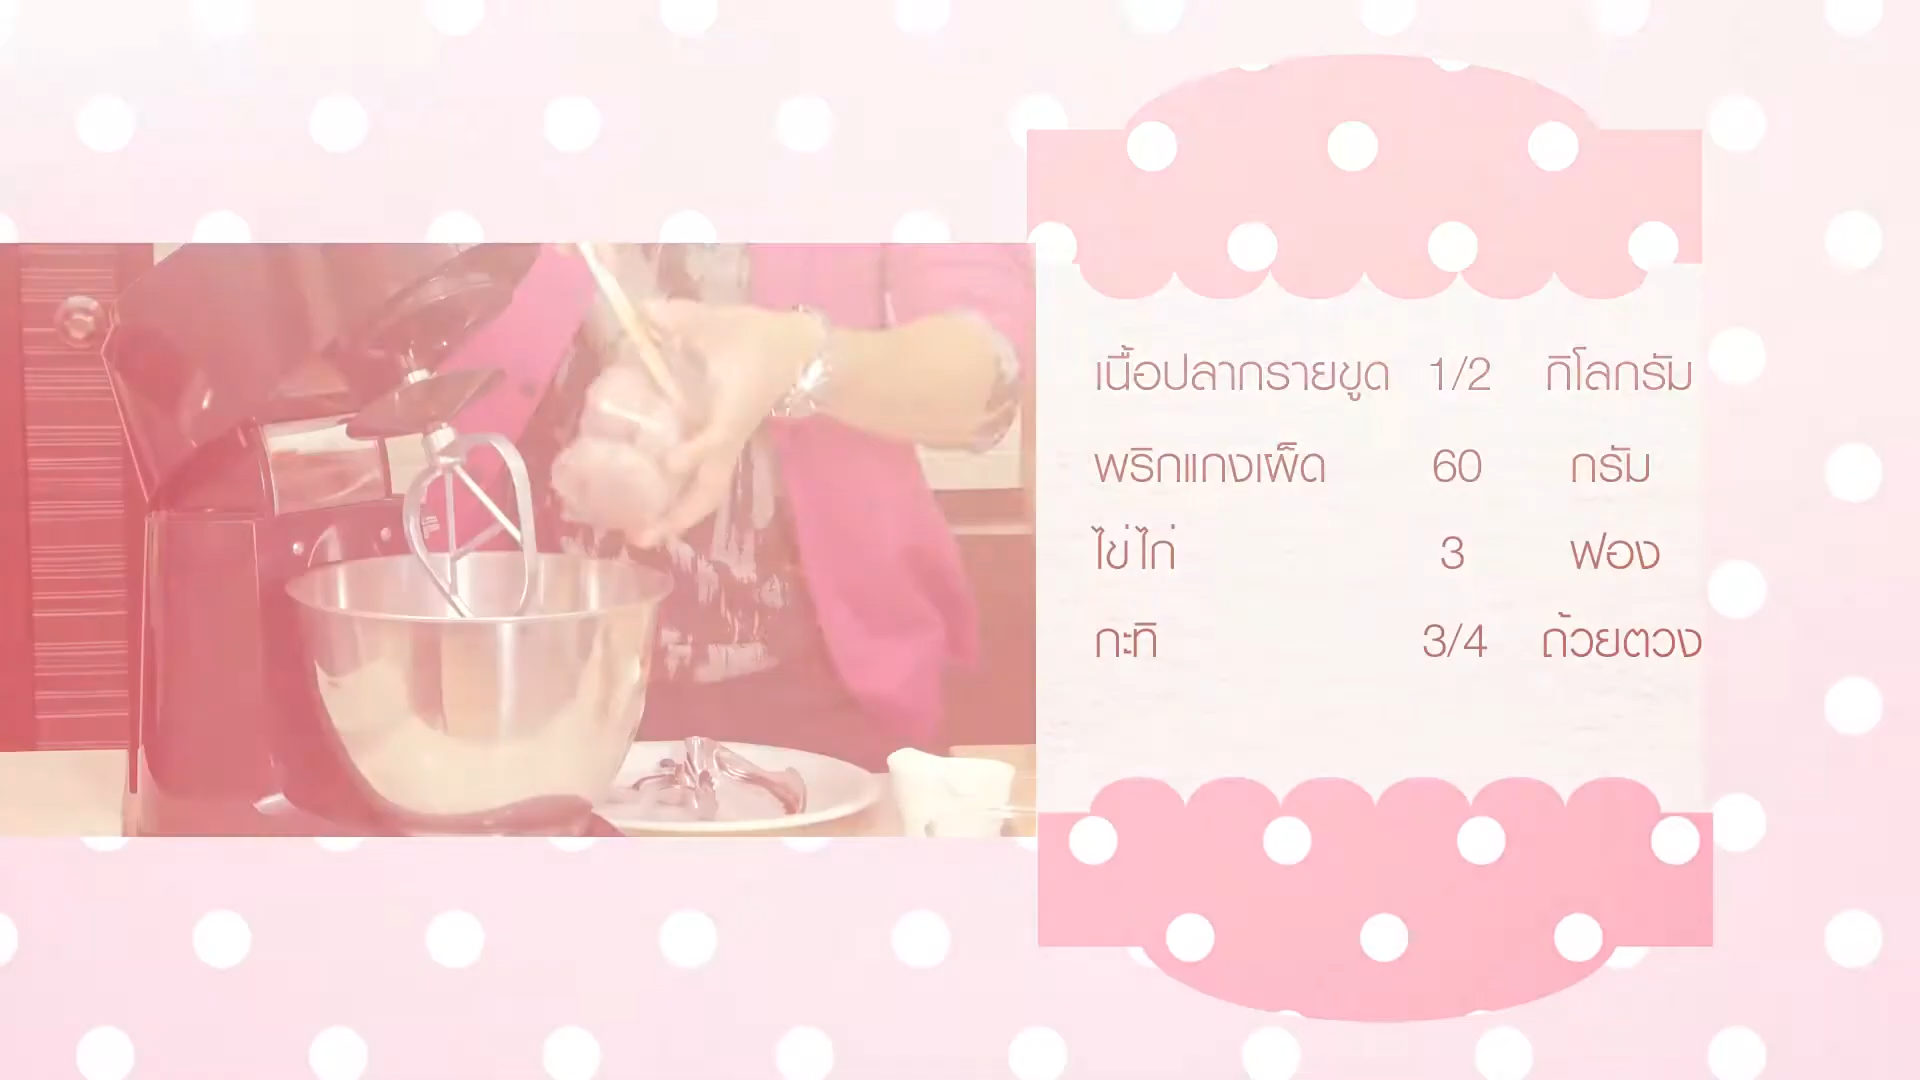 เนื้อปลากรายขูด 1/2 กิโลกรัม
พริกแกงเผ็ด 60 กรัม
ไข่ไก่ 3 ฟอง
กะทิ 3/4 ถ้วยตวง